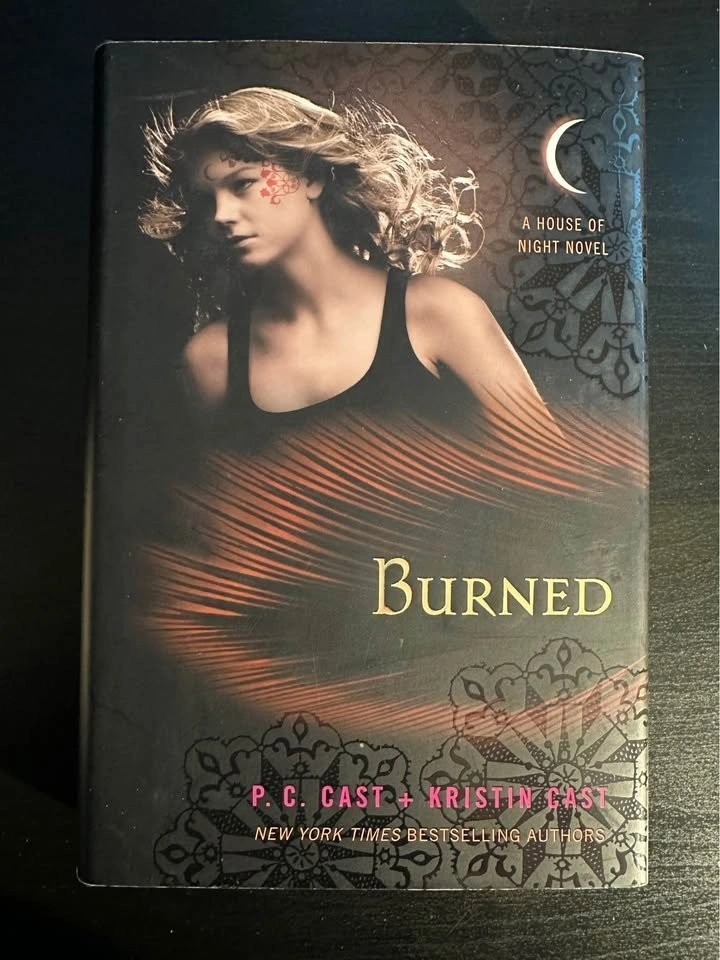 A HOUSE OF
NIGHT NOVEL
BURNED
P. C. CAST + KRISTIN CAST
NEW YORK TIMES BESTSELLING AUTHORS